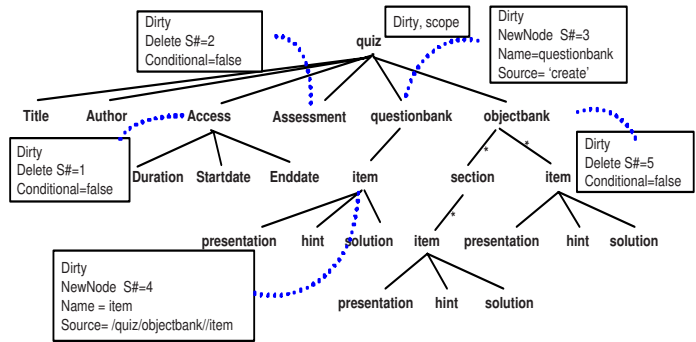 Dirty
Delete S#=2
Conditional=false
quiz
Dirty, scope
Dirty
NewNode S#=3
Name=questionbank
Source= ‘create’
Title
Author
Access
Assessment
questionbank
objectbank
Dirty
Delete S#=1
Conditional=false
Duration
Startdate
Enddate
item
section
item
Dirty
Delete S#=5
Conditional=false
*
*
*
presentation
hint
solution
item
presentation
hint
solution
Dirty
NewNode S#=4
Name = item
Source= /quiz/objectbank//item
presentation
hint
solution